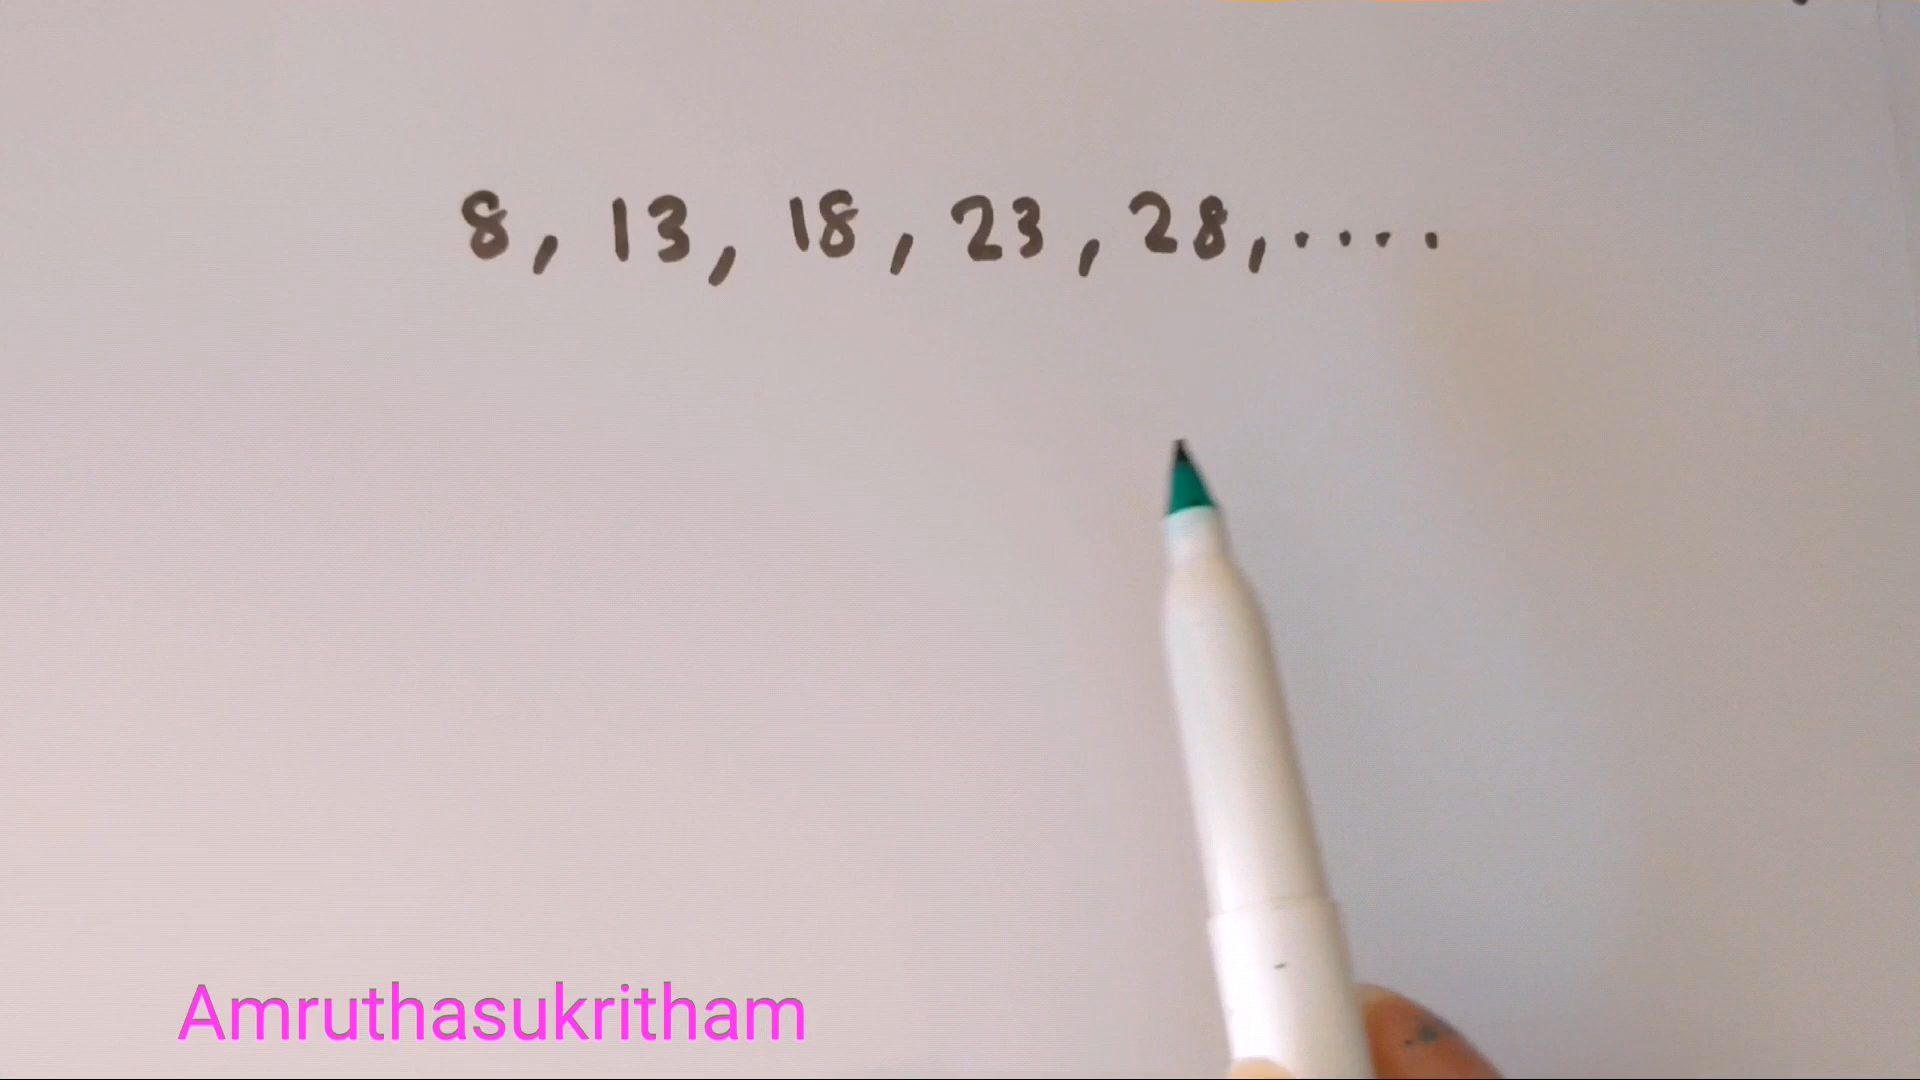 8, 13, 18, 23, 28, ....
Amruthasukritham